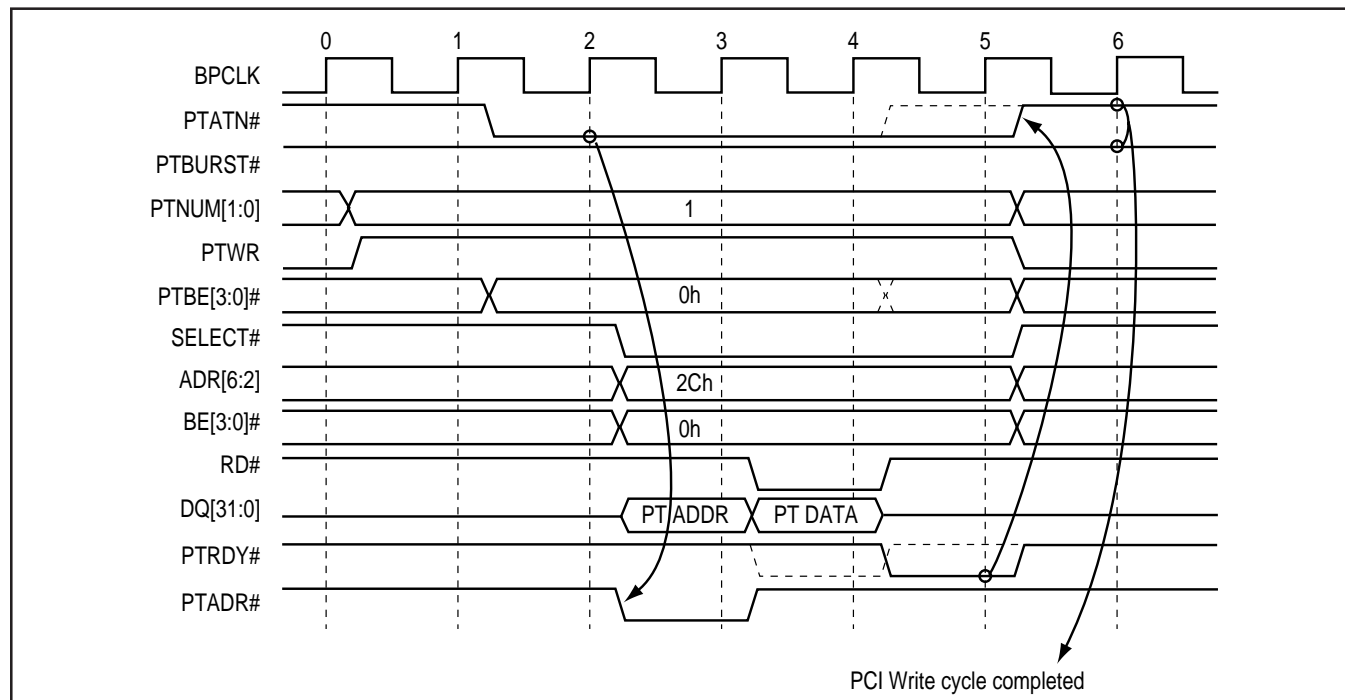 0 1 2 3 4 5 6
BPCLK
PTATN#
PTBURST#
PTNUM[1:0] 1
PTWR
PTBE[3:0]# 0h
SELECT#
ADR[6:2] 2Ch
BE[3:0]# 0h
RD#
DQ[31:0] PT ADDR PT DATA
PTRDY#
PTADR#
PCI Write cycle completed